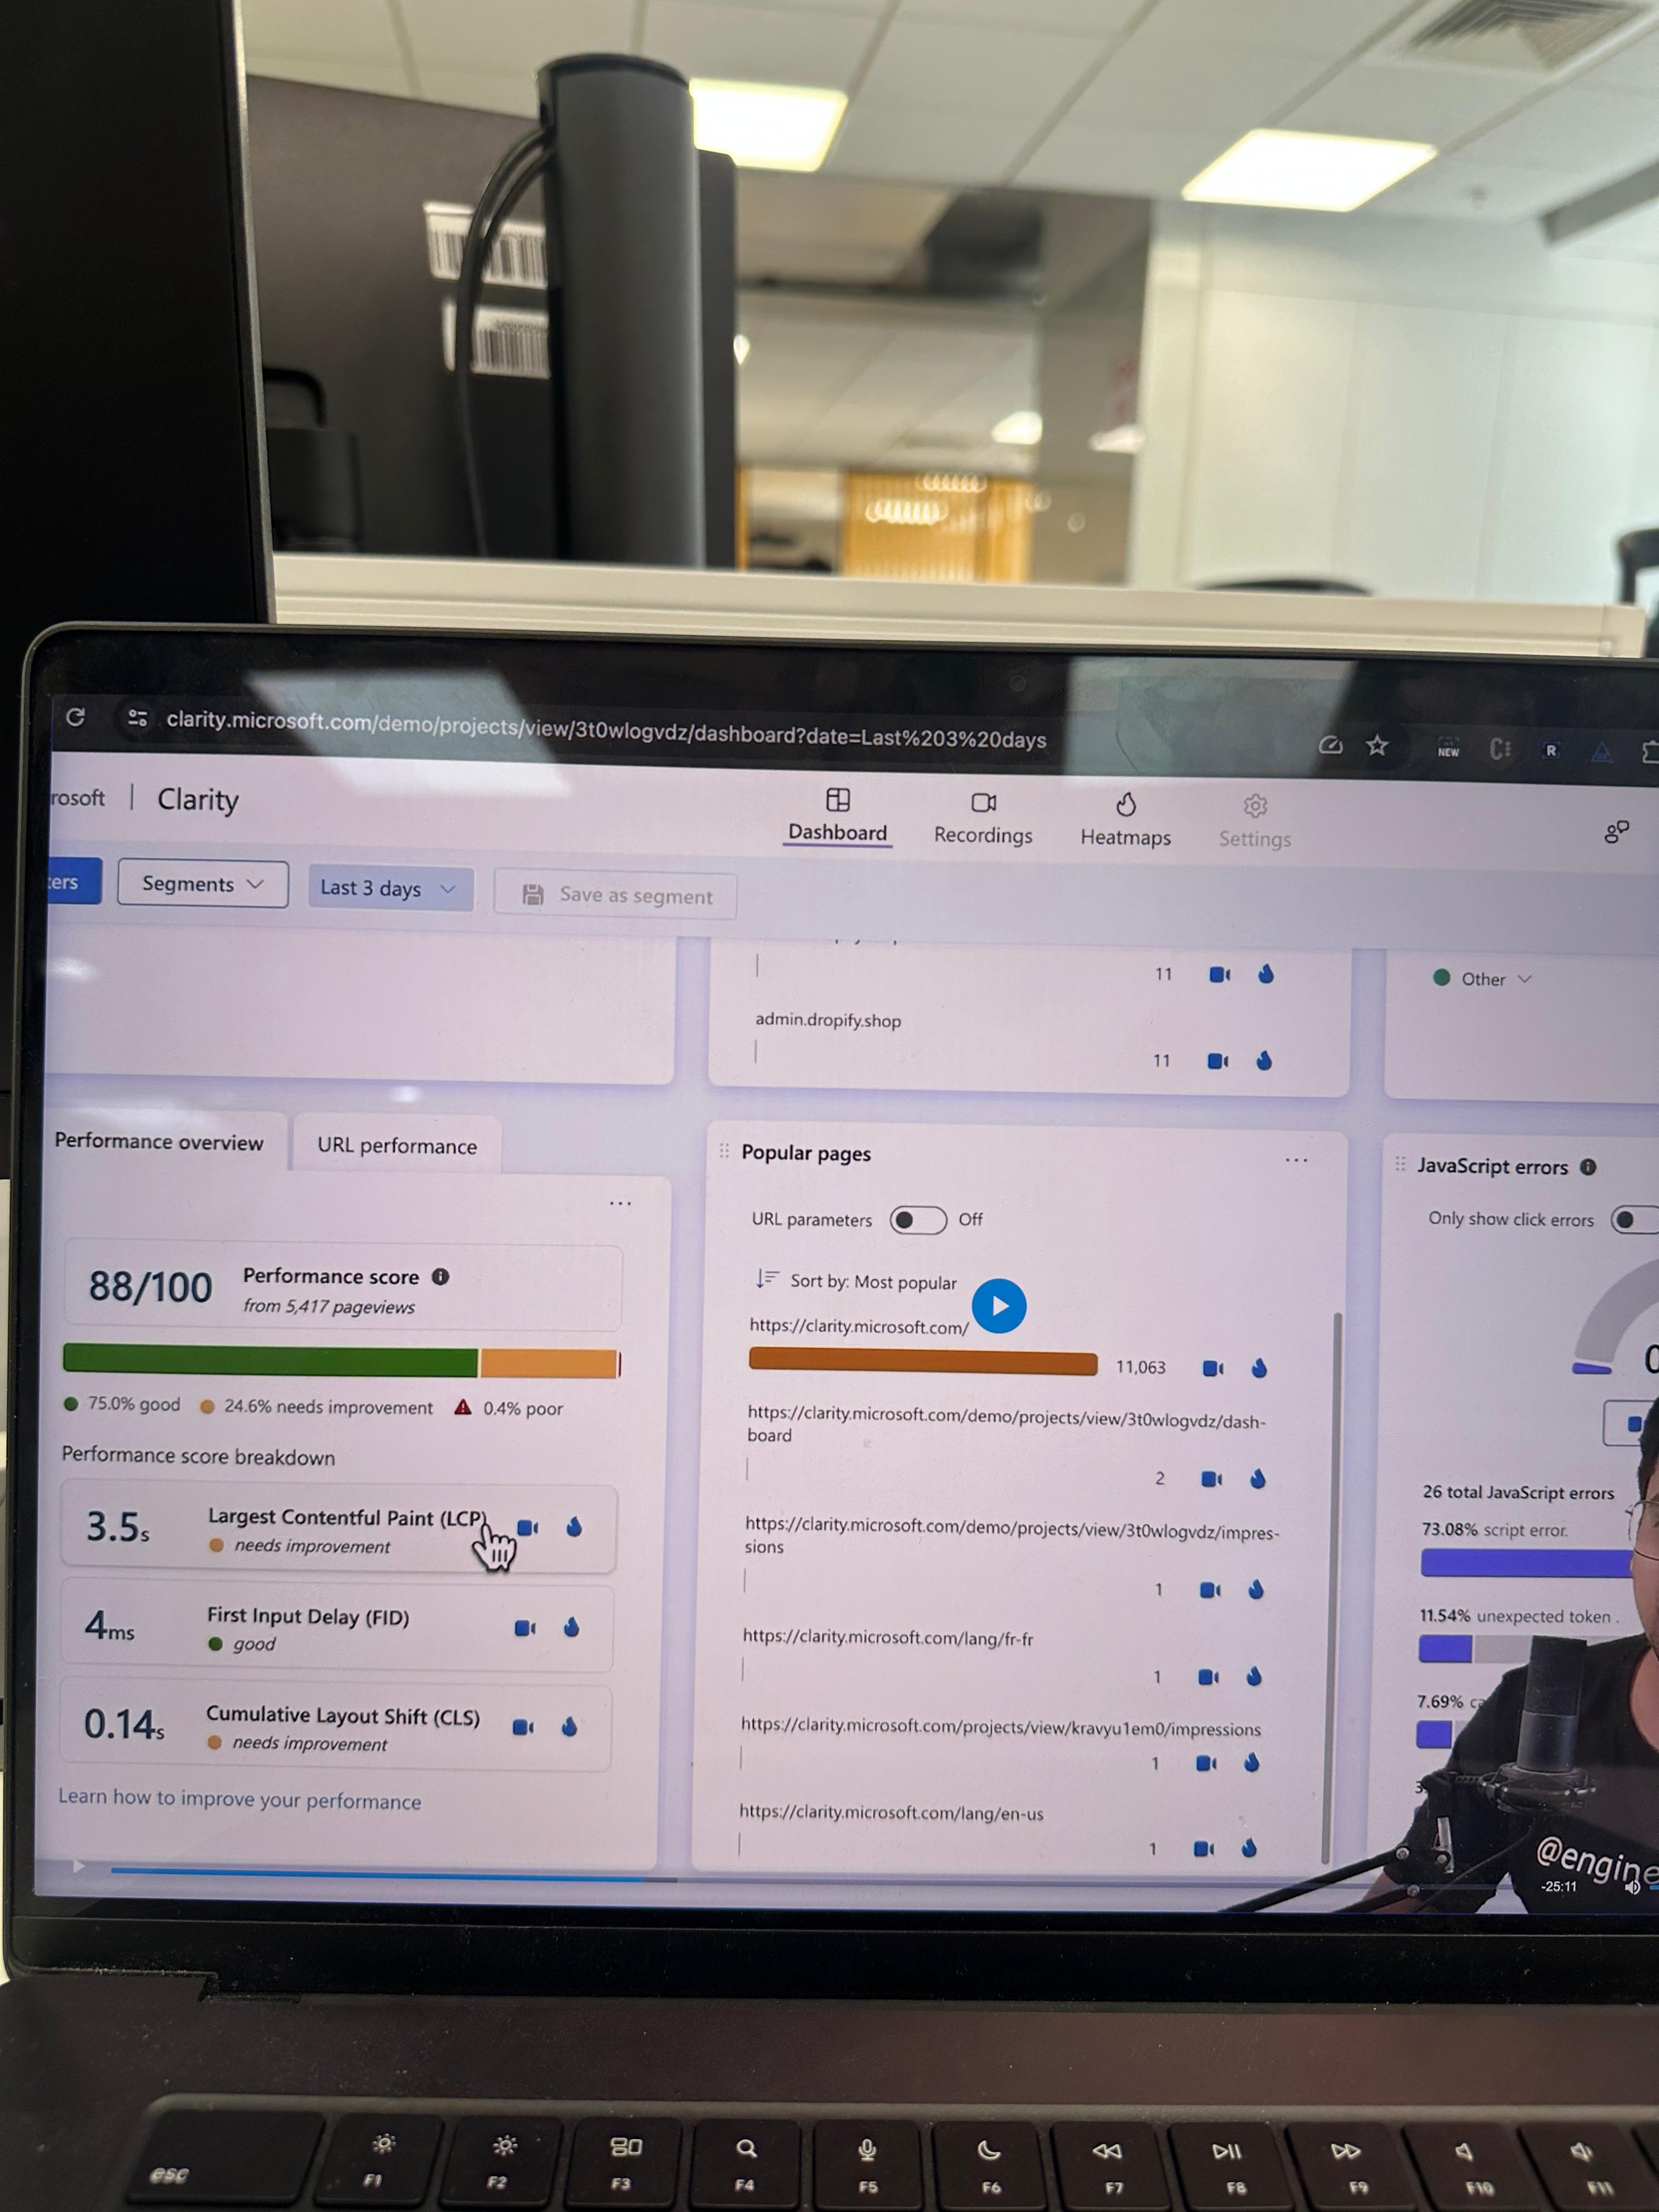 clarity.microsoft.com/demo/projects/view/3t0wlogvdz/dashboard?date=Last%203%20days
NEW
R
rosoft | Clarity
Dashboard
Recordings
Heatmaps
Settings
ers
Segments
Last 3 days
Save as segment
11
admin.dropify.shop
11
Other
Performance overview
URL performance
88/100
Performance score
from 5,417 pageviews
75.0% good
24.6% needs improvement
0.4% poor
Performance score breakdown
3.5s
Largest Contentful Paint (LCP)
needs improvement
4ms
First Input Delay (FID)
good
0.14s
Cumulative Layout Shift (CLS)
needs improvement
Learn how to improve your performance
Popular pages
URL parameters
Off
Sort by: Most popular
https://clarity.microsoft.com/
11,063
https://clarity.microsoft.com/demo/projects/view/3t0wlogvdz/dash-
board
2
https://clarity.microsoft.com/demo/projects/view/3t0wlogvdz/impres-
sions
1
https://clarity.microsoft.com/lang/fr-fr
1
https://clarity.microsoft.com/projects/view/kravyu1em0/impressions
1
https://clarity.microsoft.com/lang/en-us
1
JavaScript errors
Only show click errors
0
26 total JavaScript errors
73.08% script error.
11.54% unexpected token .
7.69%
@engine
-25:11
esc
F1
F2
F3
F4
F5
F6
F7
F8
F9
F10
F11